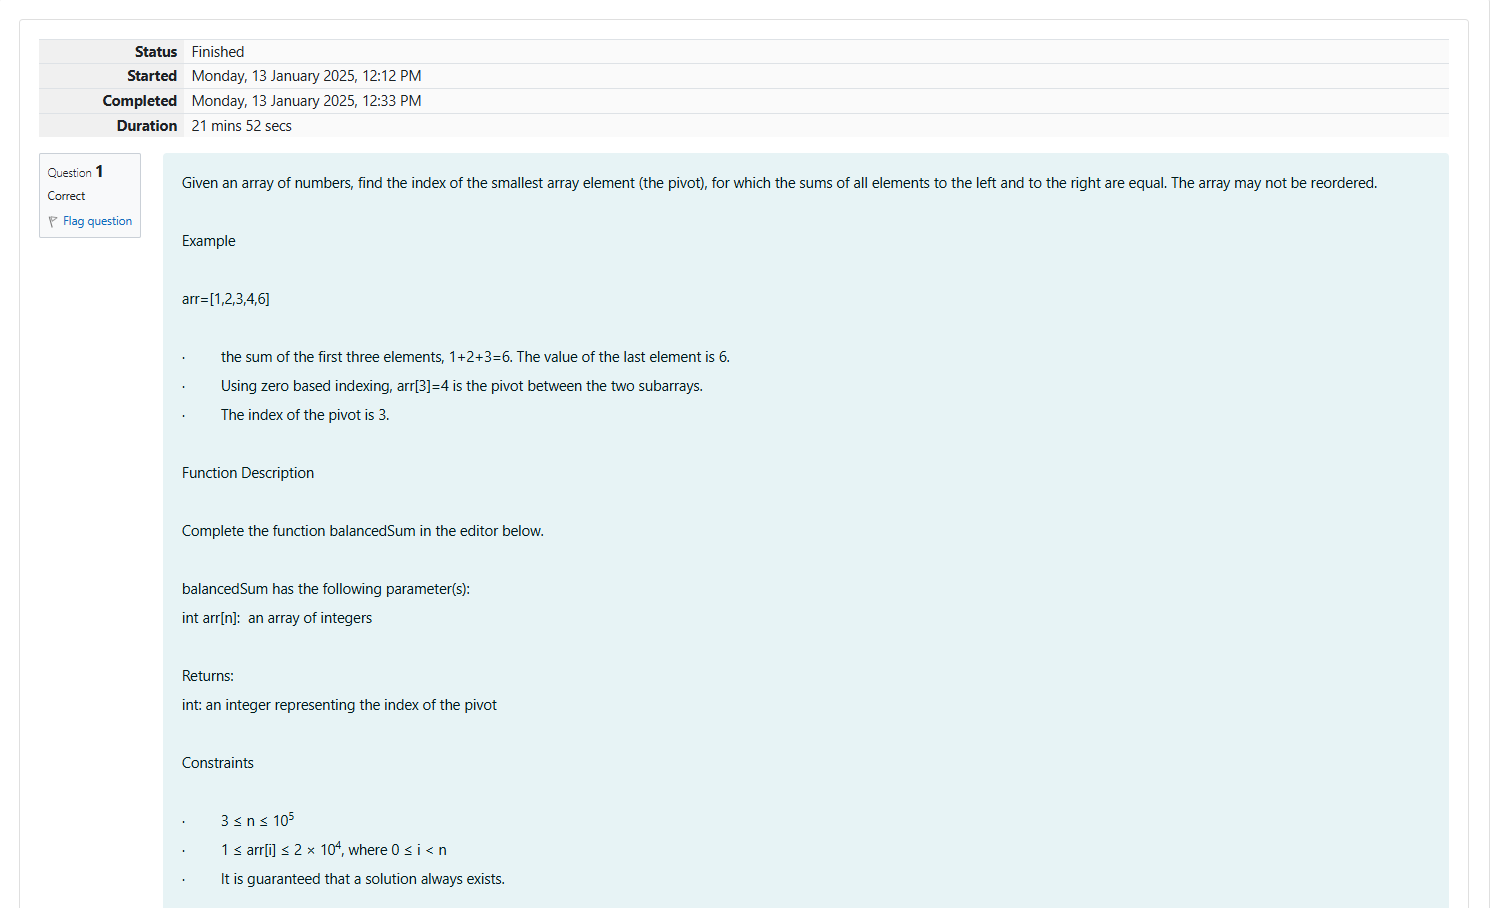 Status Finished
Started Monday, 13 January 2025, 12:12 PM
Completed Monday, 13 January 2025, 12:33 PM
Duration 21 mins 52 secs
Question 1
Correct
Flag question
Given an array of numbers, find the index of the smallest array element (the pivot), for which the sums of all elements to the left and to the right are equal. The array may not be reordered.
Example
arr=[1,2,3,4,6]
· the sum of the first three elements, 1+2+3=6. The value of the last element is 6.
· Using zero based indexing, arr[3]=4 is the pivot between the two subarrays.
· The index of the pivot is 3.
Function Description
Complete the function balancedSum in the editor below.
balancedSum has the following parameter(s):
int arr[n]: an array of integers
Returns:
int: an integer representing the index of the pivot
Constraints
· 3 ≤ n ≤ 10⁵
· 1 ≤ arr[i] ≤ 2 × 10⁴, where 0 ≤ i < n
· It is guaranteed that a solution always exists.